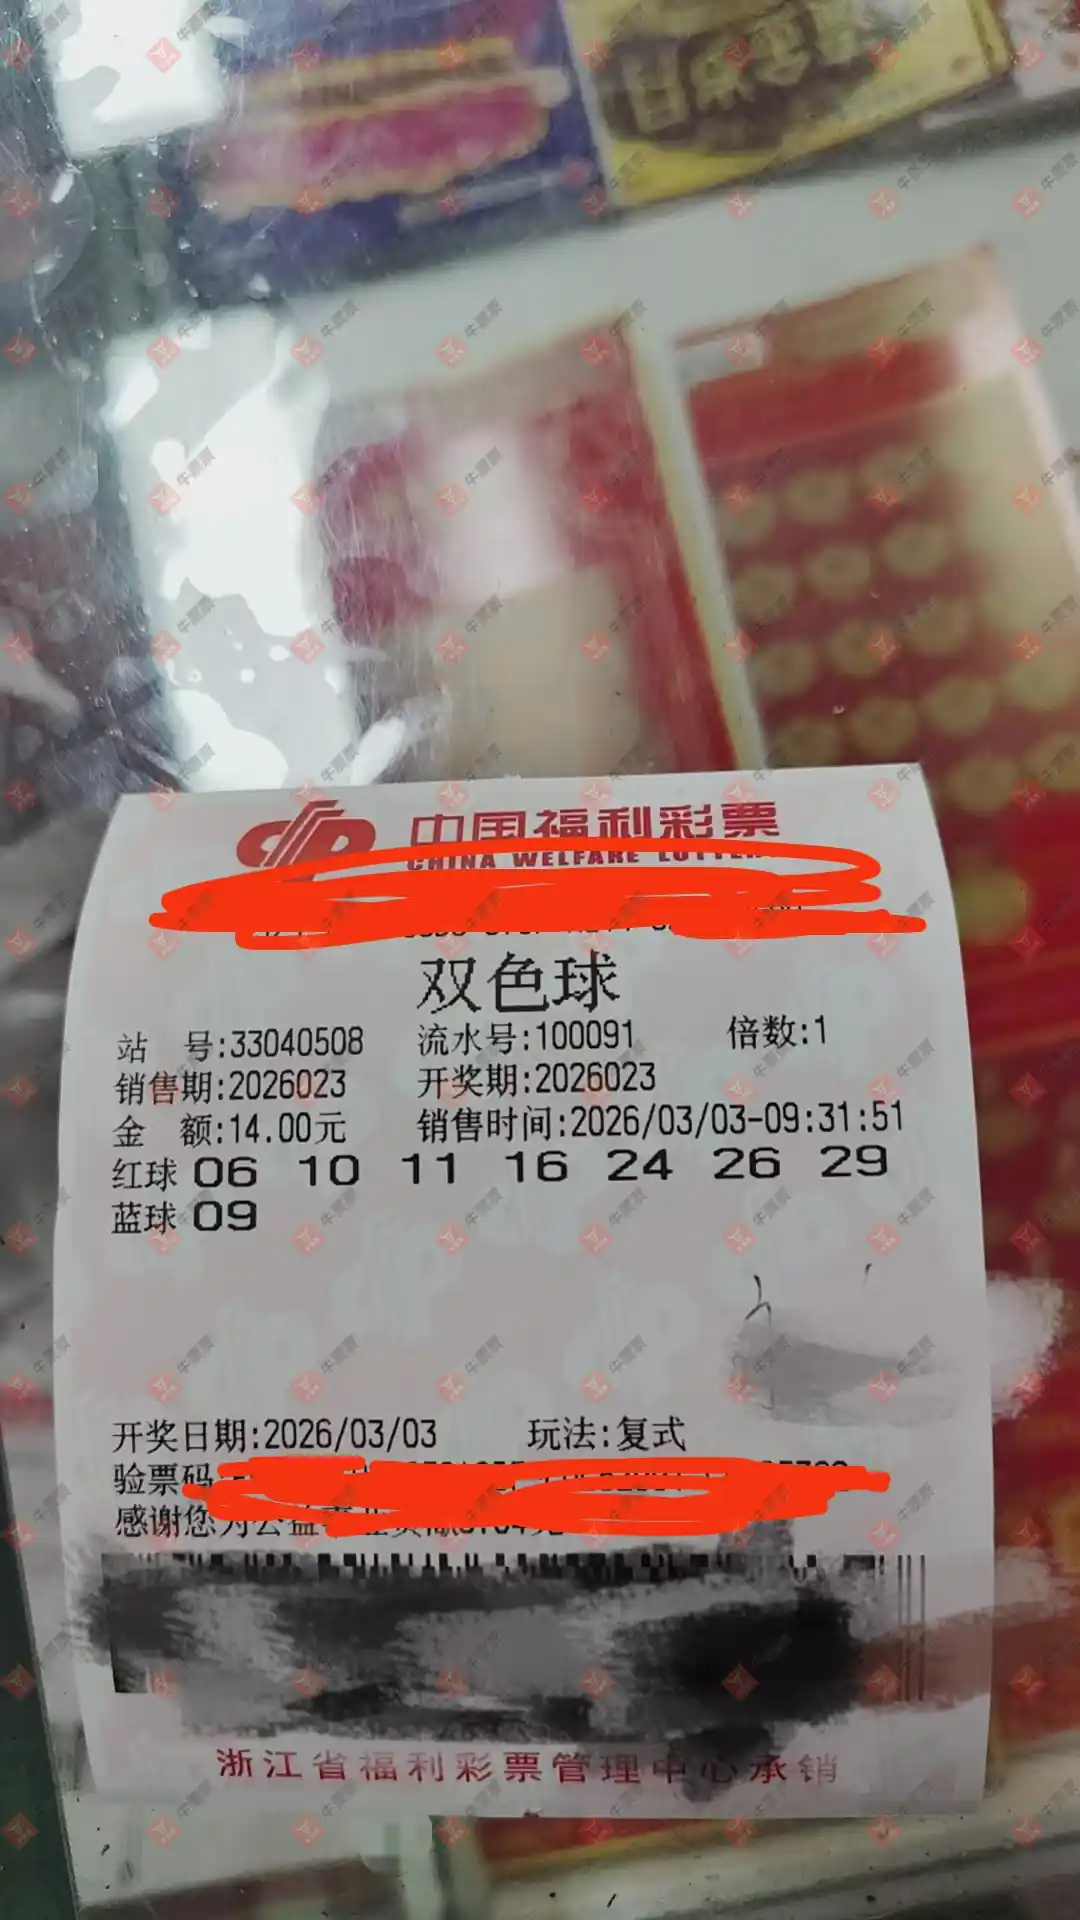 中国福利彩票
CHINA WELFARE LOTTERY
双色球
站 号:33040508 流水号:100091 倍数:1
销售期:2026023 开奖期:2026023
金 额:14.00元 销售时间:2026/03/03-09:31:51
红球 06 10 11 16 24 26 29
蓝球 09
开奖日期:2026/03/03 玩法:复式
验票码
感谢您为公益
浙江省福利彩票管理中心承销